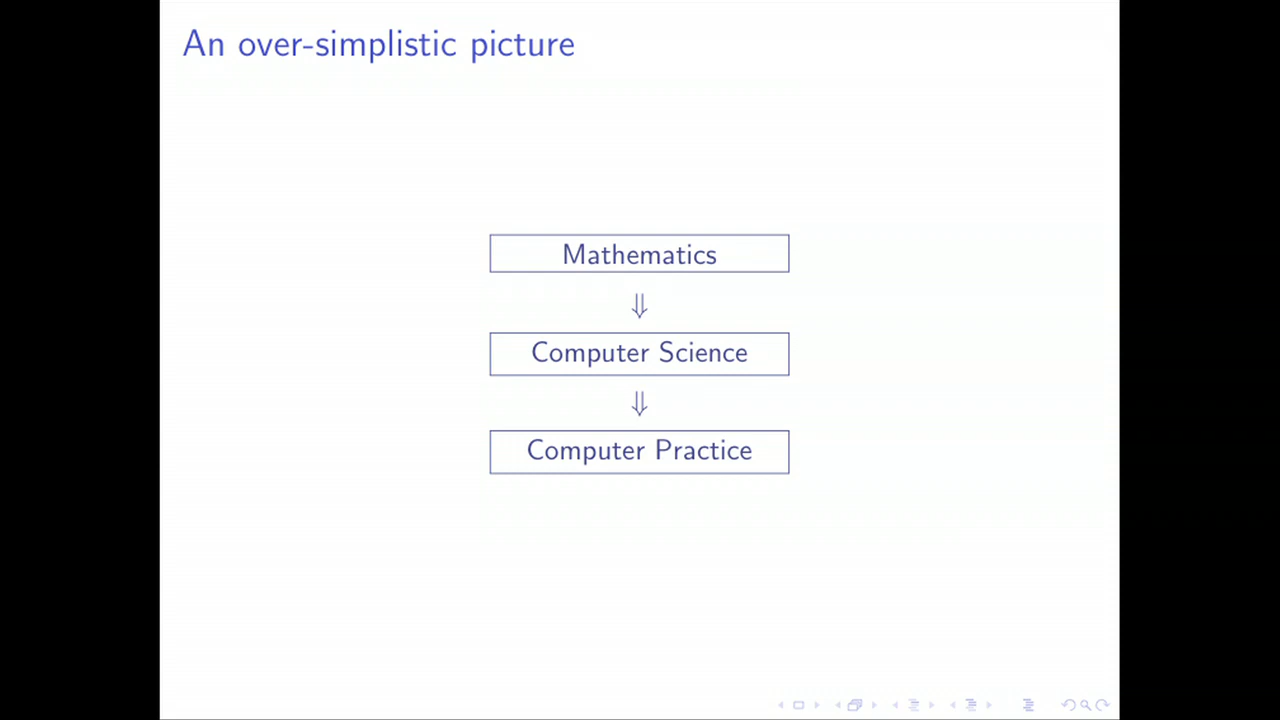 An over-simplistic picture
Mathematics
⇓
Computer Science
⇓
Computer Practice